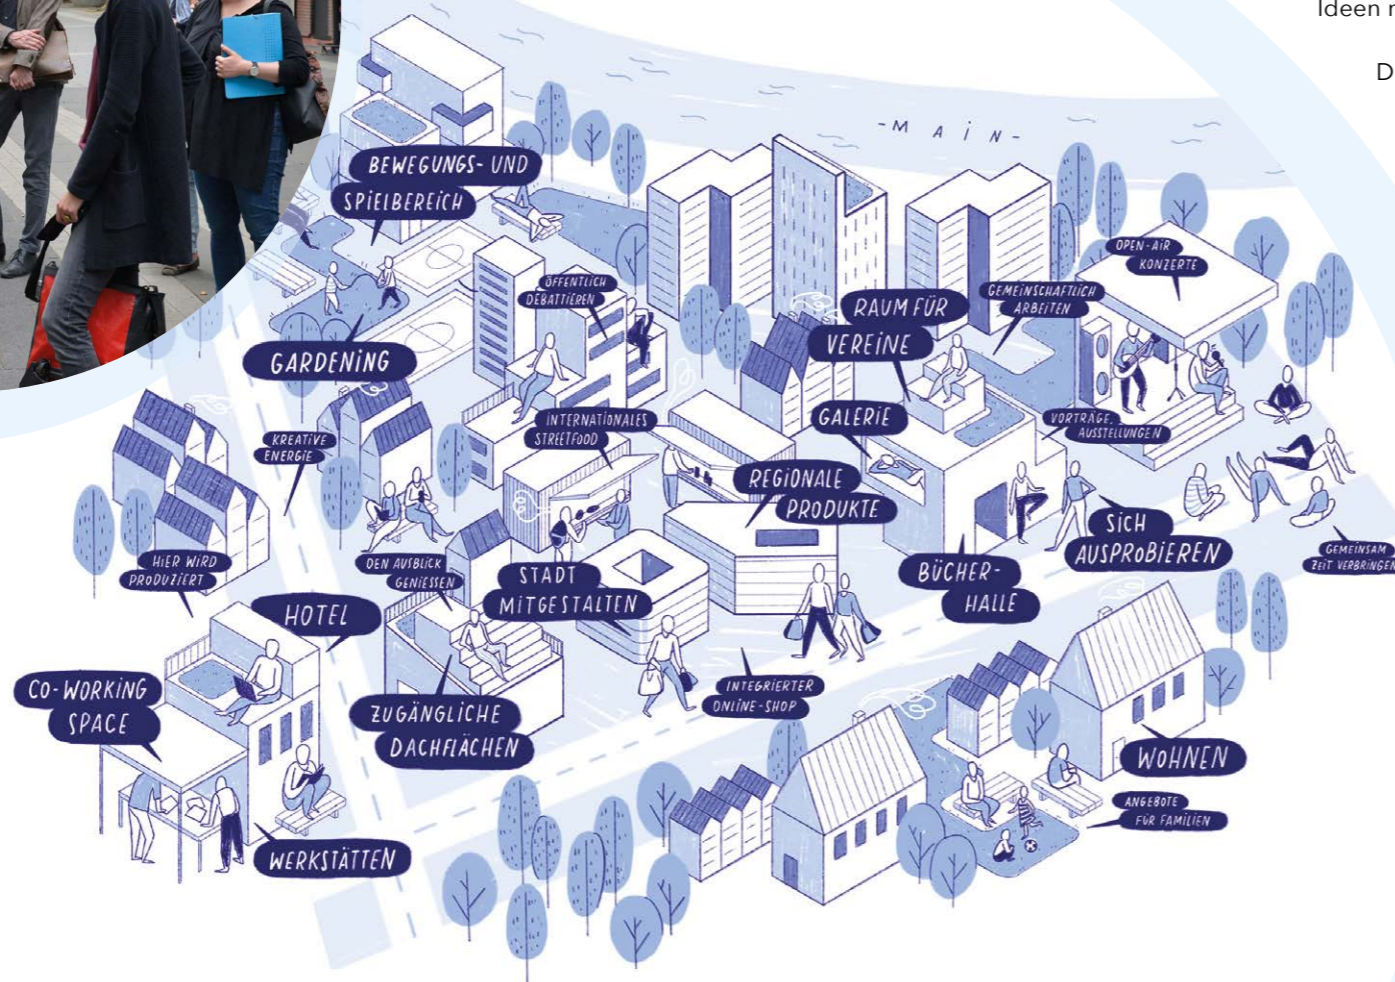 Ideen
D
-MAiN-
BEWEGUNGS- UND
SPiELBEREiCH
OPEN-AiR
KONZERTE
ÖFFENTLiCH
DEBATTiEREN
RAUM FÜR
VEREiNE
GEMEiNSCHAFTLiCH
ARBEiTEN
GARDENiNG
GALERiE
iNTERNATiONALES
STREETFOOD
VORTRÄGE,
AUSSTELLUNGEN
KREATiVE
ENERGiE
REGiONALE
PRODUKTE
SiCH
AUSPROBiEREN
GEMEiNSAM
ZEiT VERBRiNGEN
HiER WiRD
PRODUZiERT
DEN AUSBLiCK
GENiESSEN
STADT
MiTGESTALTEN
BÜCHER-
HALLE
HOTEL
CO-WORKiNG
SPACE
iNTEGRiERTER
ONLiNE-SHOP
ZUGÄNGLiCHE
DACHFLÄCHEN
WOHNEN
ANGEBOTE
FÜR FAMiLiEN
WERKSTÄTTEN